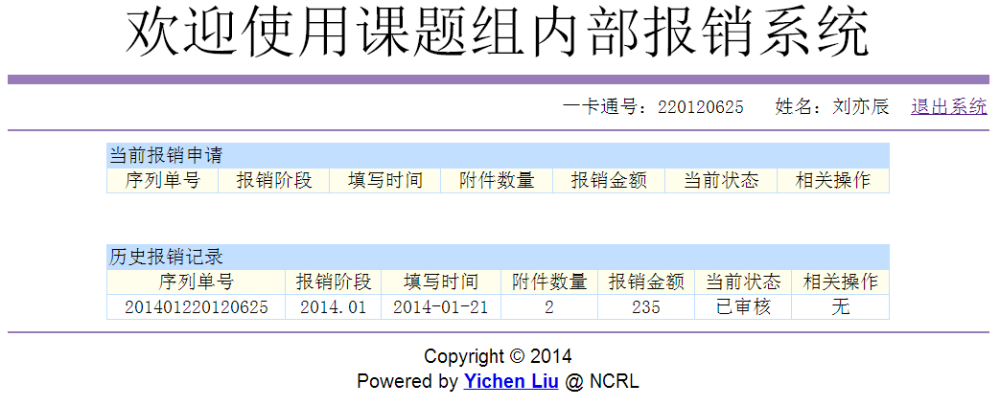 欢迎使用课题组内部报销系统
一卡通号：220120625 姓名：刘亦辰 退出系统
当前报销申请
序列单号 报销阶段 填写时间 附件数量 报销金额 当前状态 相关操作
历史报销记录
序列单号 报销阶段 填写时间 附件数量 报销金额 当前状态 相关操作
201401220120625 2014.01 2014-01-21 2 235 已审核 无
Copyright © 2014
Powered by Yichen Liu @ NCRL